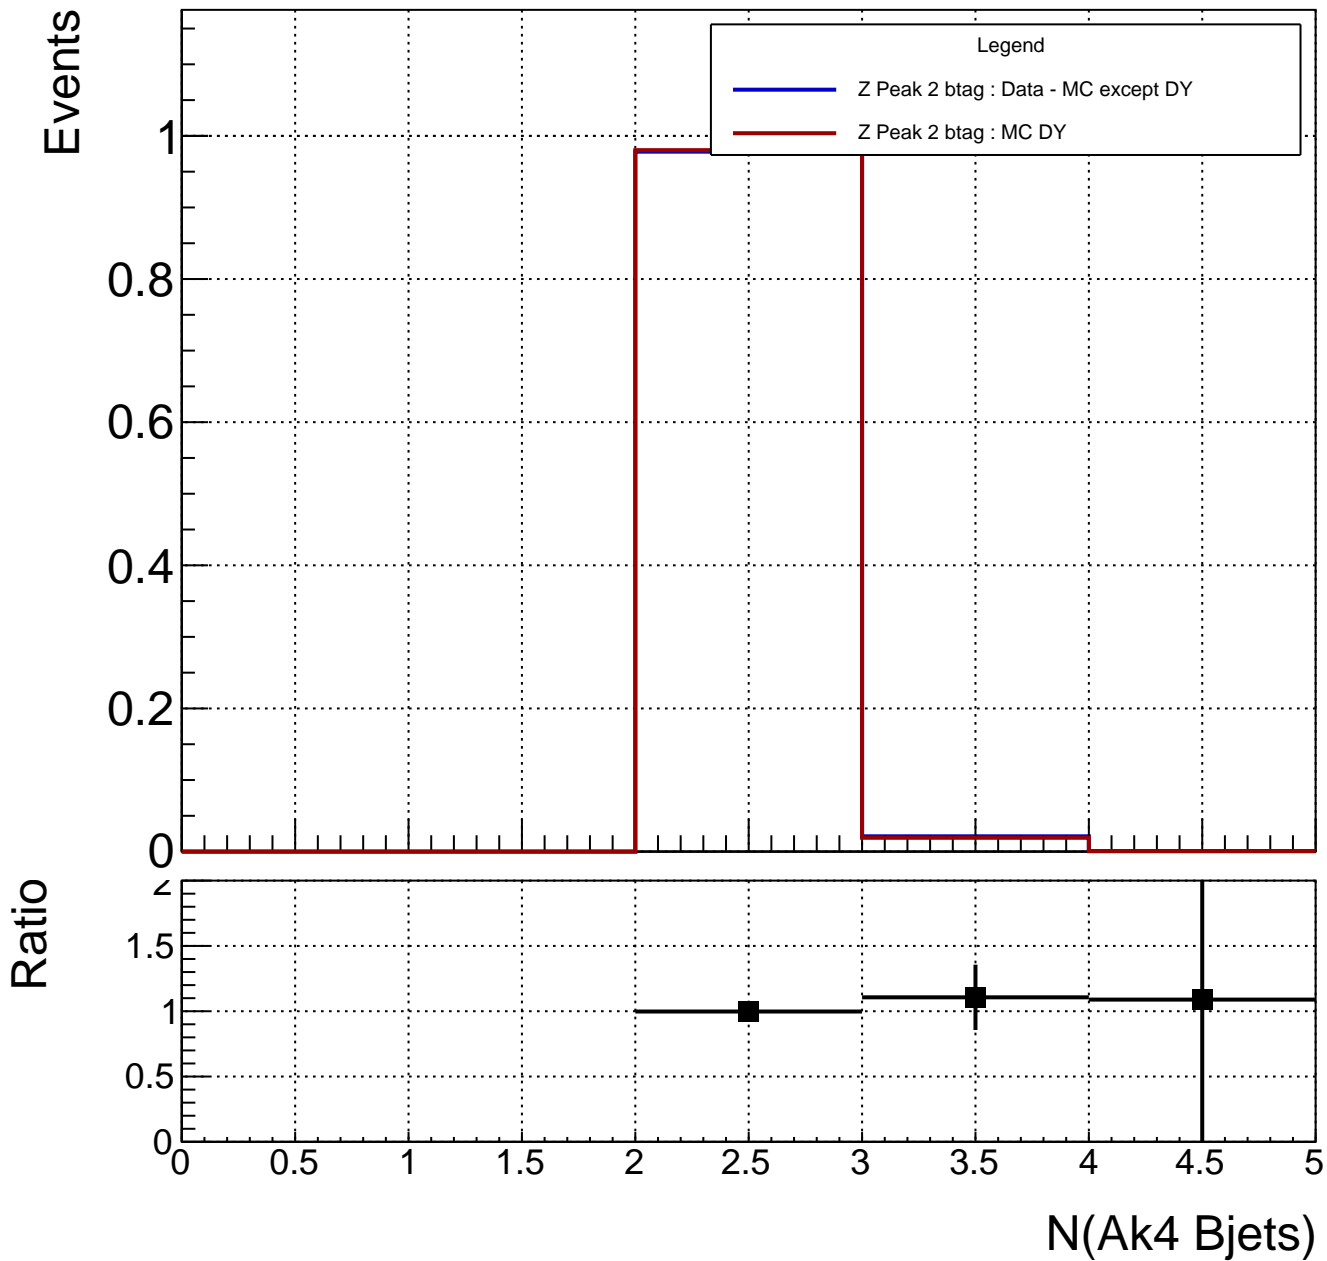 Events
Legend
Z Peak 2 btag : Data - MC except DY
Z Peak 2 btag : MC DY
1
0.8
0.6
0.4
0.2
0
Ratio
2
1.5
1
0.5
0
0 0.5 1 1.5 2 2.5 3 3.5 4 4.5 5
N(Ak4 Bjets)